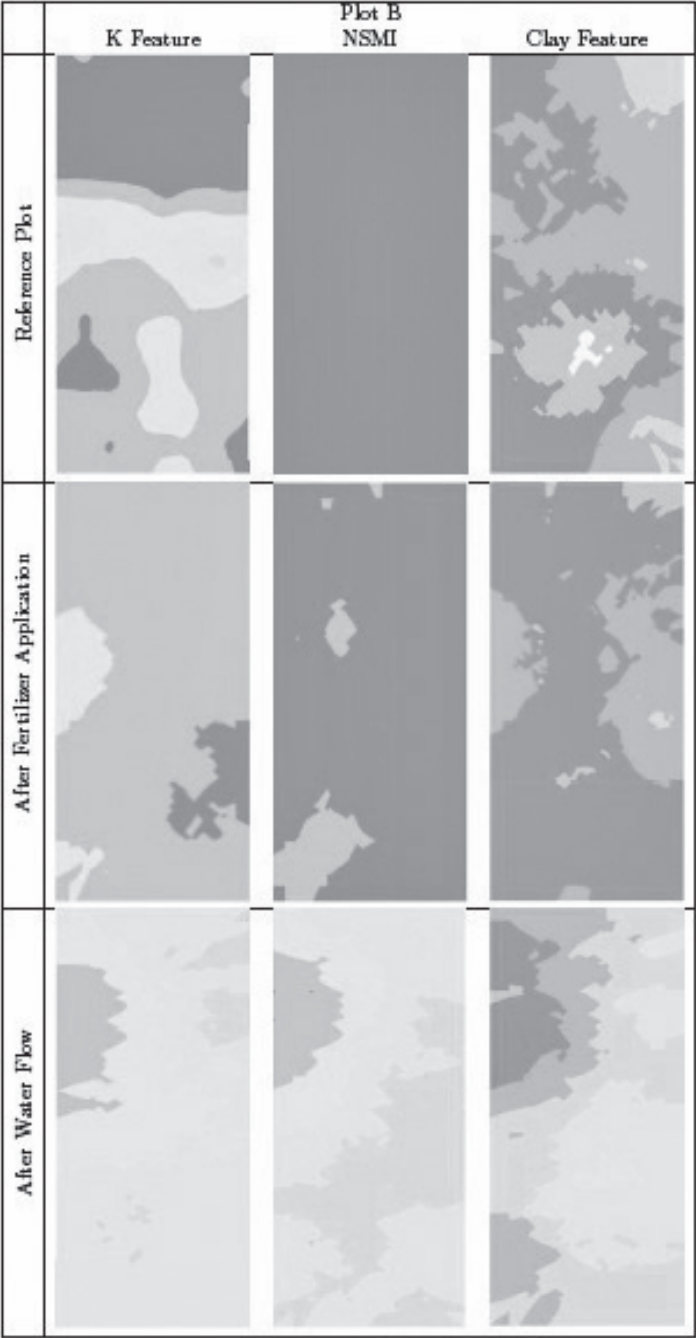 Plot B
K Feature NSMI Clay Feature
Reference Plot
After Fertilizer Application
After Water Flow